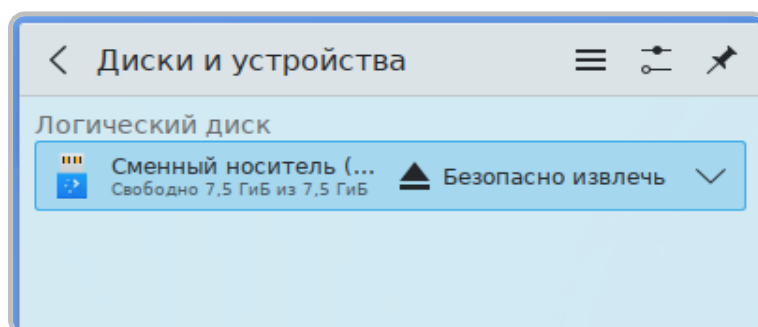 Диски и устройства
Логический диск
Сменный носитель (...
Свободно 7,5 ГиБ из 7,5 ГиБ
Безопасно извлечь